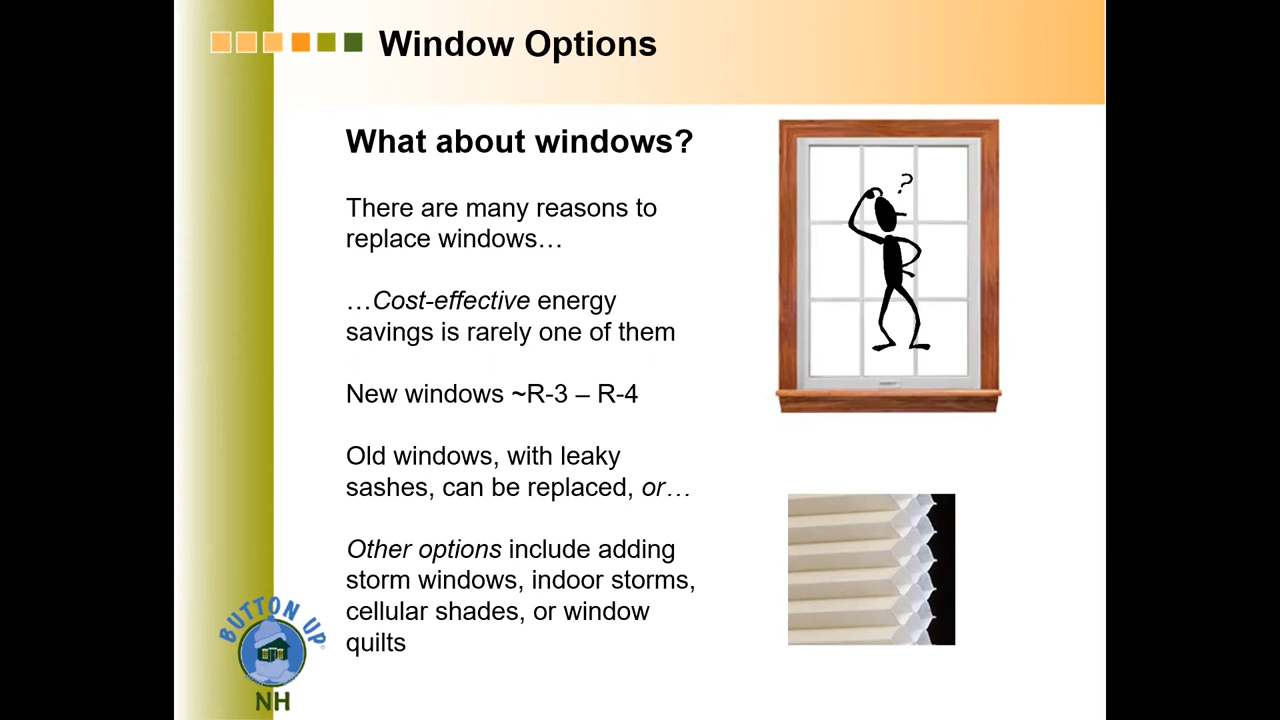 Window Options
What about windows?
There are many reasons to
replace windows…
…Cost-effective energy
savings is rarely one of them
New windows ~R-3 – R-4
Old windows, with leaky
sashes, can be replaced, or…
Other options include adding
storm windows, indoor storms,
cellular shades, or window
quilts
?
BUTTON UP
NH